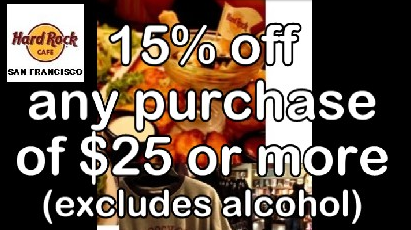 Hard Rock
CAFE
SAN FRANCISCO
15% off
any purchase
of $25 or more
(excludes alcohol)